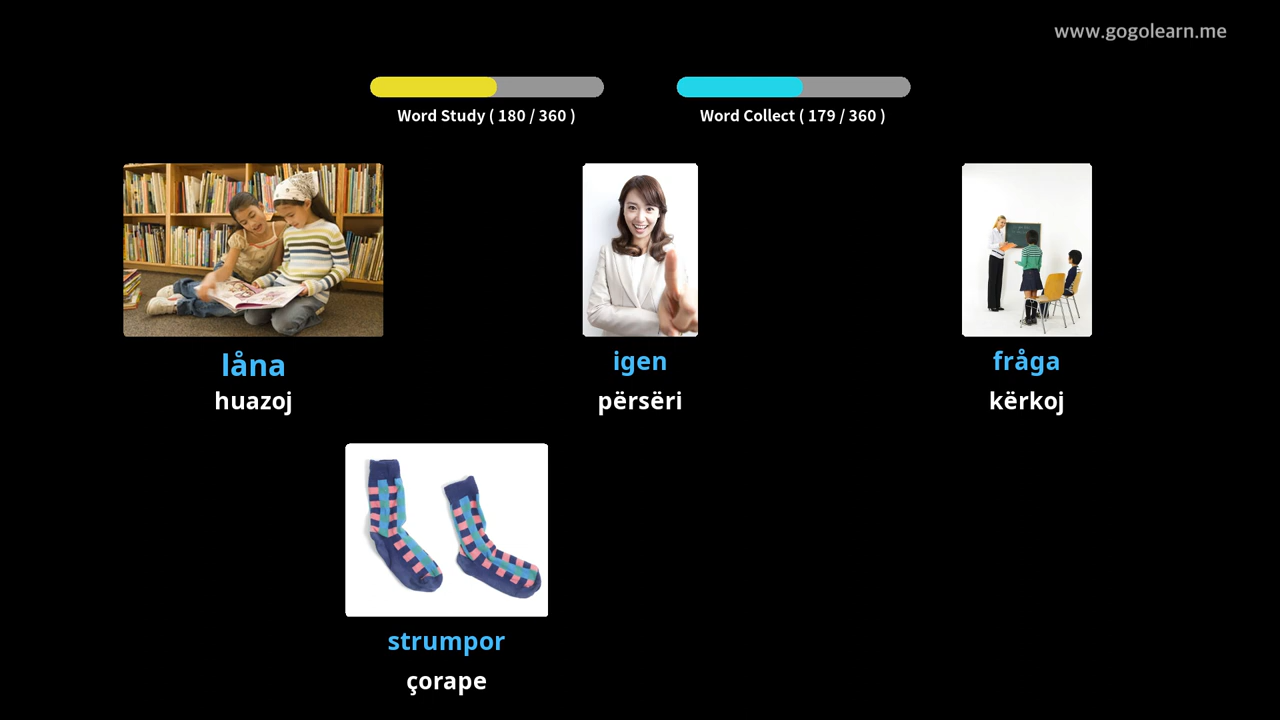 www.gogolearn.me
Word Study ( 180 / 360 )
Word Collect ( 179 / 360 )
låna
huazoj
igen
përsëri
fråga
kërkoj
strumpor
çorape